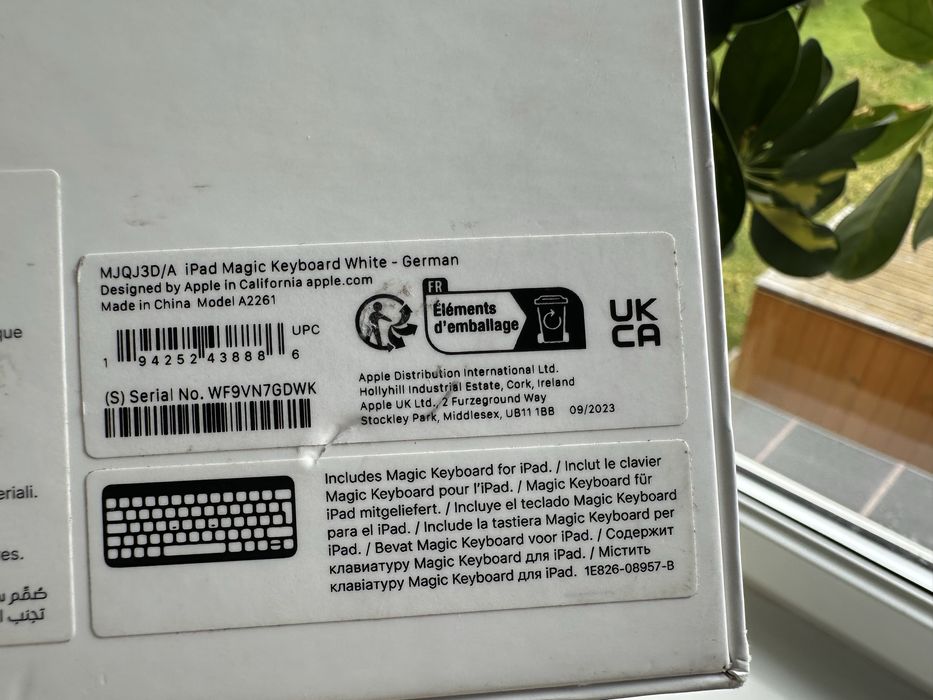 MJQJ3D/A iPad Magic Keyboard White - German
Designed by Apple in California apple.com
Made in China Model A2261
UPC
1 94252 43888 6
(S) Serial No. WF9VN7GDWK
FR
Éléments
d'emballage
UK
CA
Apple Distribution International Ltd.
Hollyhill Industrial Estate, Cork, Ireland
Apple UK Ltd., 2 Furzeground Way
Stockley Park, Middlesex, UB11 1BB 09/2023
Includes Magic Keyboard for iPad. / Inclut le clavier
Magic Keyboard pour l'iPad. / Magic Keyboard für
iPad mitgeliefert. / Incluye el teclado Magic Keyboard
para el iPad. / Include la tastiera Magic Keyboard per
iPad. / Bevat Magic Keyboard voor iPad. / Содержит
клавиатуру Magic Keyboard для iPad. / Містить
клавіатуру Magic Keyboard для iPad. 1E826-08957-B